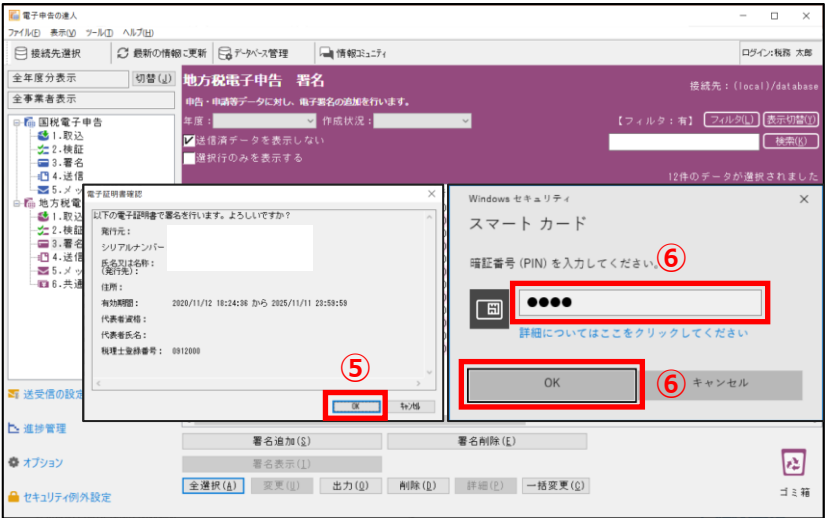 電子申告の達人
ファイル(F) 表示(V) ツール(T) ヘルプ(H)
接続先選択 最新の情報に更新 データベース管理 情報コミュニティ ログイン:税務 太郎
全年度分表示 切替(J)
全事業者表示
国税電子申告
1.取込
2.検証
3.署名
4.送信
5.メッ
地方税電
1.取込
2.検証
3.署名
4.送信
5.メッ
6.共通
送受信の設定
進捗管理
オプション
セキュリティ例外設定
地方税電子申告 署名
接続先:(local)/database
申告・申請等データに対し、電子署名の追加を行います。
年度: 作成状況: 【フィルタ:有】 フィルタ(L) 表示切替(Y)
送信済データを表示しない 検索(K)
選択行のみを表示する
12件のデータが選択されました
電子証明書確認
以下の電子証明書で署名を行います。よろしいですか?
発行元:
シリアルナンバー
氏名又は名称:
(発行先):
住所:
有効期間: 2020/11/12 18:24:36 から 2025/11/11 23:59:59
代表者資格:
代表者氏名:
税理士登録番号: 0912000
⑤
OK キャンセル
Windows セキュリティ
スマート カード
暗証番号 (PIN) を入力してください。
⑥
●●●●
詳細についてはここをクリックしてください
OK ⑥ キャンセル
署名追加(S) 署名削除(E)
署名表示(I)
全選択(A) 変更(U) 出力(O) 削除(D) 詳細(P) 一括変更(C)
ゴミ箱